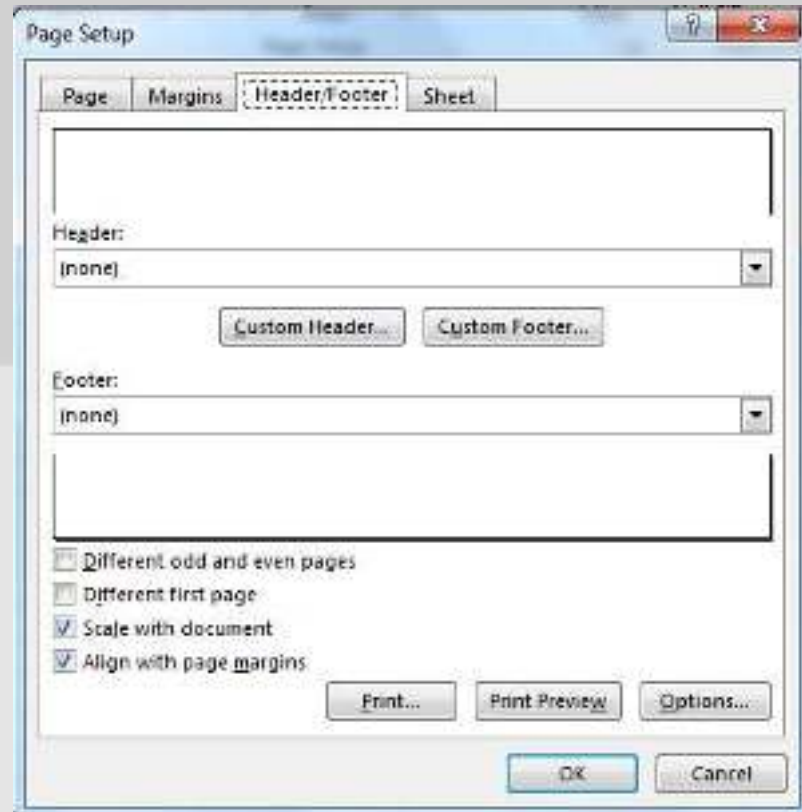 Page Setup
Page Margins Header/Footer Sheet
Header:
(none)
Custom Header... Custom Footer...
Footer:
(none)
Different odd and even pages
Different first page
Scale with document
Align with page margins
Print... Print Preview Options...
OK Cancel